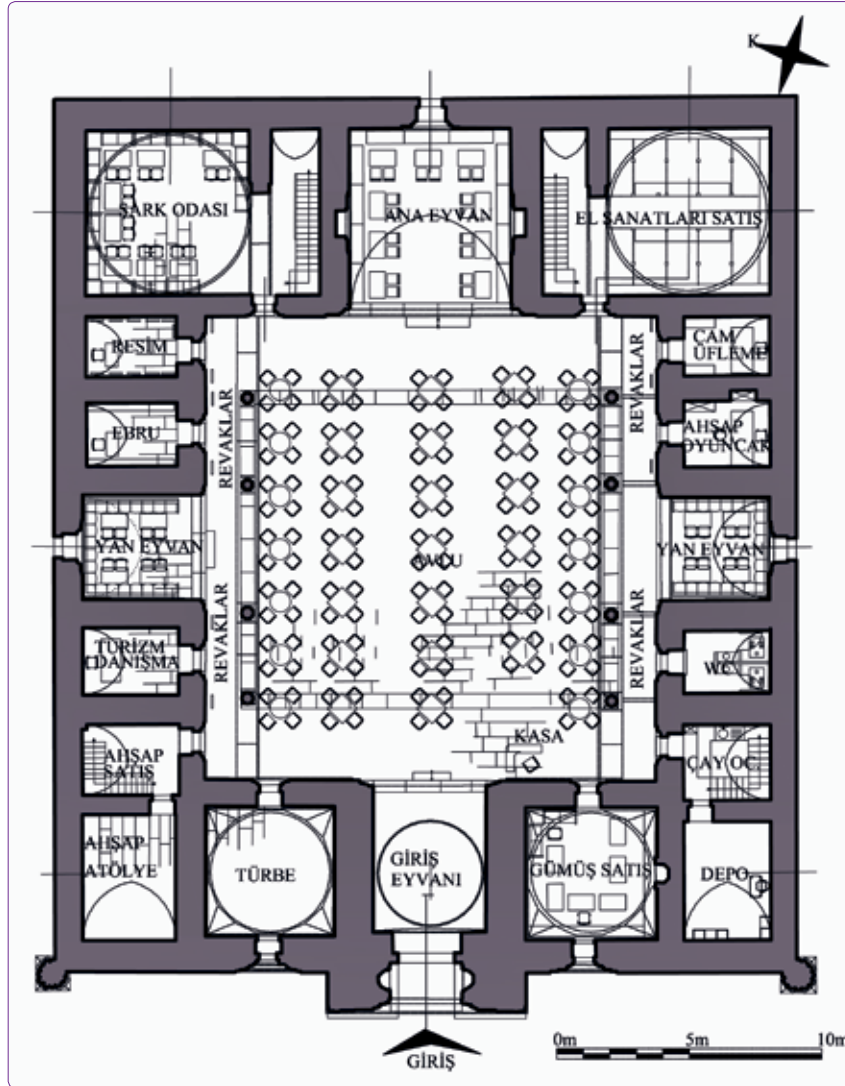 K
ŞARK ODASI
ANA EYVAN
EL SANATLARI SATIŞ
RESİM
CAM
ÜFLEME
REVAKLAR
REVAKLAR
EBRU
AHŞAP
OYUNCAK
YAN EYVAN
AVLU
YAN EYVAN
REVAKLAR
REVAKLAR
TURİZM
DANIŞMA
WC
KASA
AHŞAP
SATIŞ
ÇAY OC.
AHŞAP
ATÖLYE
TÜRBE
GİRİŞ
EYVANI
GÜMÜŞ SATIŞ
DEPO
GİRİŞ
0m 5m 10m